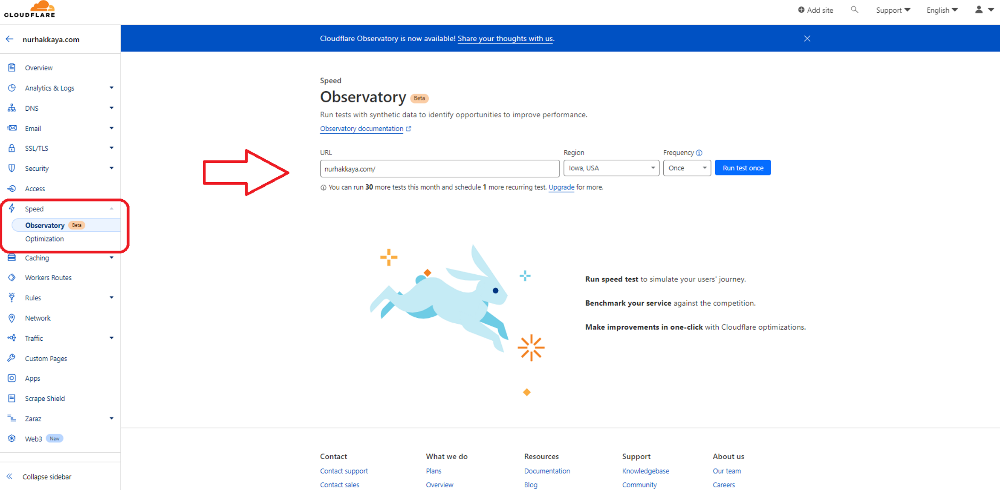 CLOUDFLARE
Add site
Support
English
nurhakkaya.com
Cloudflare Observatory is now available! Share your thoughts with us.
Overview
Analytics & Logs
DNS
Email
SSL/TLS
Security
Access
Speed
Observatory Beta
Optimization
Caching
Workers Routes
Rules
Network
Traffic
Custom Pages
Apps
Scrape Shield
Zaraz
Web3 New
Collapse sidebar
Speed
Observatory Beta
Run tests with synthetic data to identify opportunities to improve performance.
Observatory documentation
URL
Region
Frequency
nurhakkaya.com/
Iowa, USA
Once
Run test once
You can run 30 more tests this month and schedule 1 more recurring test. Upgrade for more.
Run speed test to simulate your users' journey.
Benchmark your service against the competition.
Make improvements in one-click with Cloudflare optimizations.
Contact
Contact support
Contact sales
What we do
Plans
Overview
Resources
Documentation
Blog
Support
Knowledgebase
Community
About us
Our team
Careers